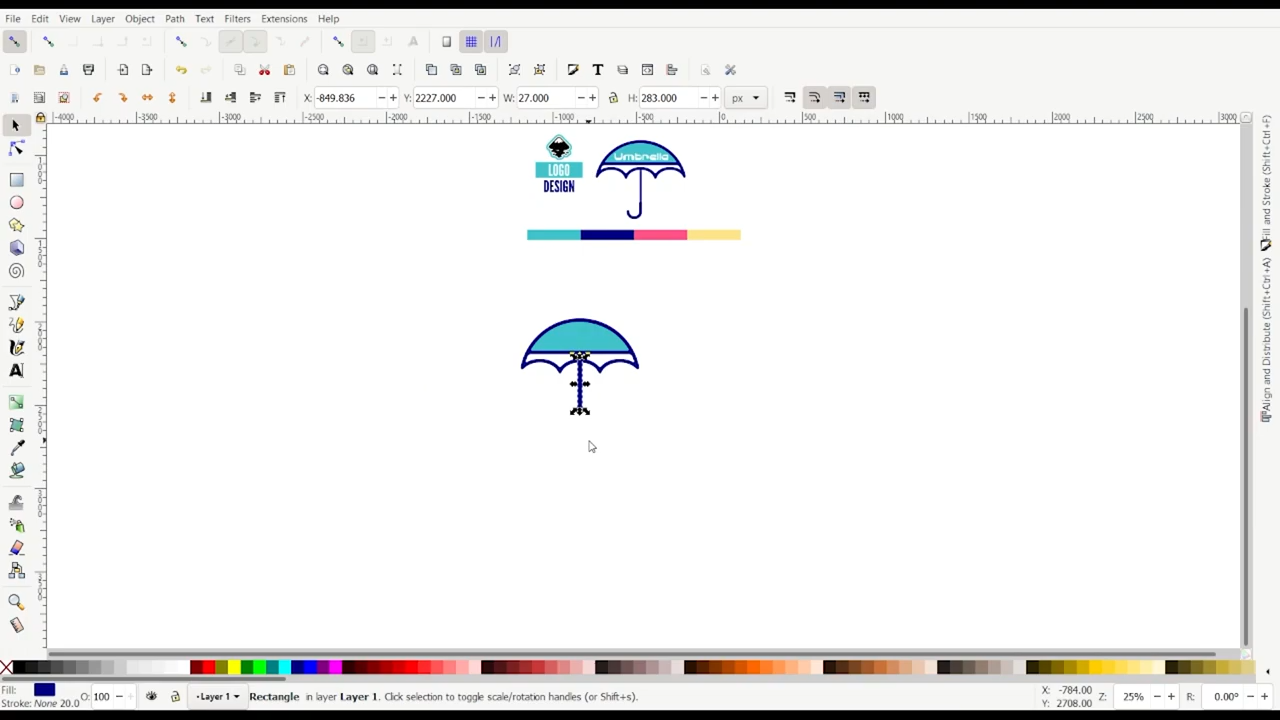 File Edit View Layer Object Path Text Filters Extensions Help
X: -849.836 Y: 2227.000 W: 27.000 H: 283.000 px
-4000 -3500 -3000 -2500 -2000 -1500 -1000 -500 0 500 1000 1500 2000 2500 3000
Umbrella
LOGO
DESIGN
Fill and Stroke (Shift+Ctrl+F)
Align and Distribute (Shift+Ctrl+A)
Fill:
Stroke: None 20.0
O: 100
Layer 1
Rectangle in layer Layer 1. Click selection to toggle scale/rotation handles (or Shift+s).
X: -784.00
Y: 2708.00
Z: 25%
R: 0.00°